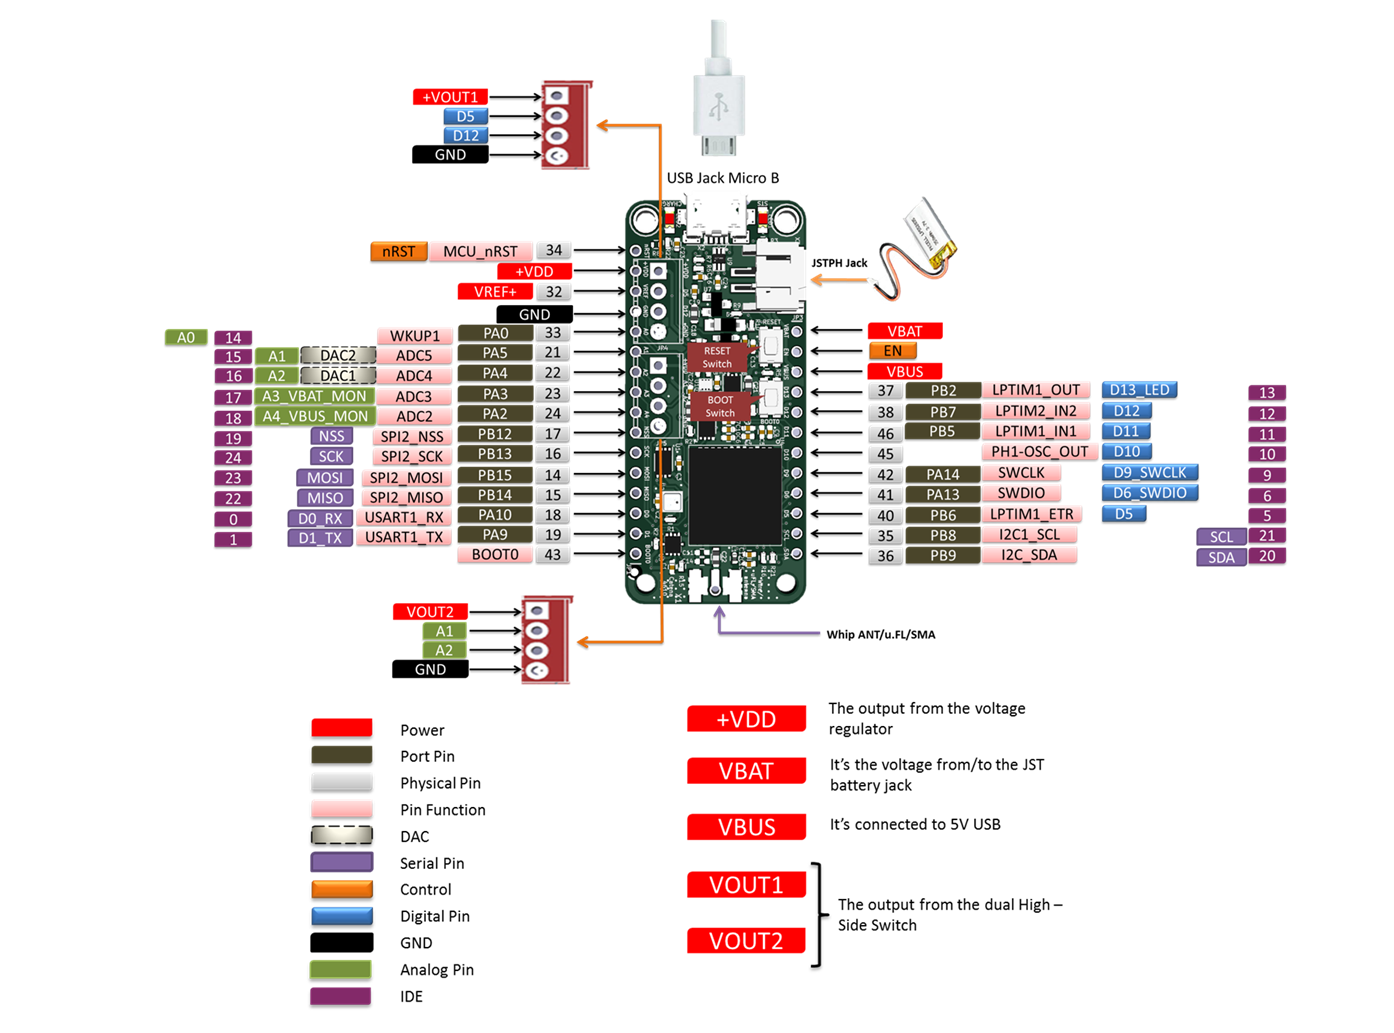 +VOUT1
D5
D12
GND
USB Jack Micro B
JSTPH Jack
nRST MCU_nRST 34
+VDD
VREF+ 32
GND
A0 14 WKUP1 PA0 33
15 A1 DAC2 ADC5 PA5 21
16 A2 DAC1 ADC4 PA4 22
17 A3_VBAT_MON ADC3 PA3 23
18 A4_VBUS_MON ADC2 PA2 24
19 NSS SPI2_NSS PB12 17
24 SCK SPI2_SCK PB13 16
23 MOSI SPI2_MOSI PB15 14
22 MISO SPI2_MISO PB14 15
0 D0_RX USART1_RX PA10 18
1 D1_TX USART1_TX PA9 19
BOOT0 43
RESET
Switch
BOOT
Switch
VBAT
EN
VBUS
37 PB2 LPTIM1_OUT D13_LED 13
38 PB7 LPTIM2_IN2 D12 12
46 PB5 LPTIM1_IN1 D11 11
45 PH1-OSC_OUT D10 10
42 PA14 SWCLK D9_SWCLK 9
41 PA13 SWDIO D6_SWDIO 6
40 PB6 LPTIM1_ETR D5 5
35 PB8 I2C1_SCL SCL 21
36 PB9 I2C_SDA SDA 20
VOUT2
A1
A2
GND
Whip ANT/u.FL/SMA
Power
Port Pin
Physical Pin
Pin Function
DAC
Serial Pin
Control
Digital Pin
GND
Analog Pin
IDE
+VDD
The output from the voltage
regulator
VBAT
It's the voltage from/to the JST
battery jack
VBUS
It's connected to 5V USB
VOUT1
VOUT2
The output from the dual High –
Side Switch